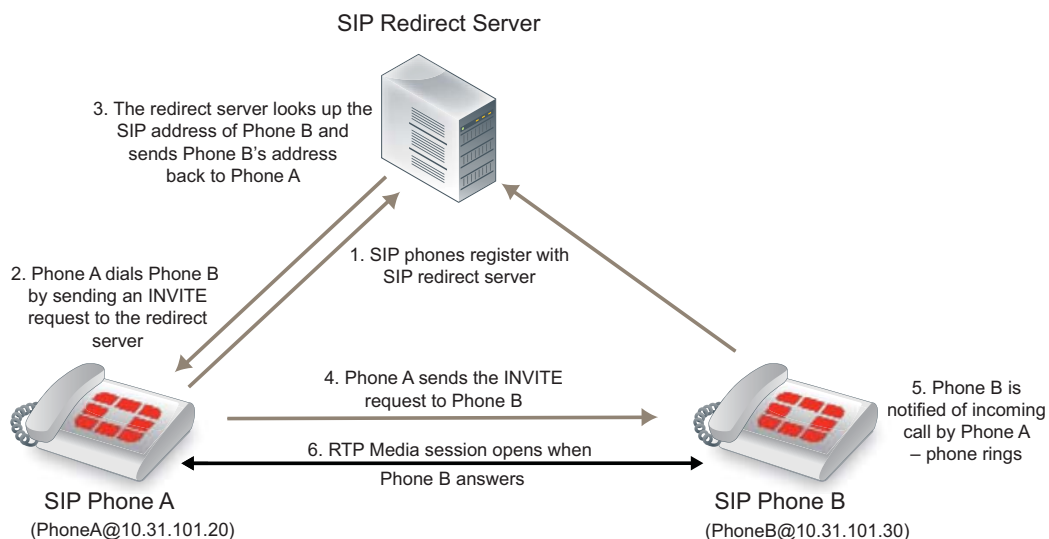 SIP Redirect Server
3. The redirect server looks up the
SIP address of Phone B and
sends Phone B’s address
back to Phone A
1. SIP phones register with
SIP redirect server
2. Phone A dials Phone B
by sending an INVITE
request to the redirect
server
4. Phone A sends the INVITE
request to Phone B
5. Phone B is
notified of incoming
call by Phone A
– phone rings
6. RTP Media session opens when
Phone B answers
SIP Phone A
(PhoneA@10.31.101.20)
SIP Phone B
(PhoneB@10.31.101.30)